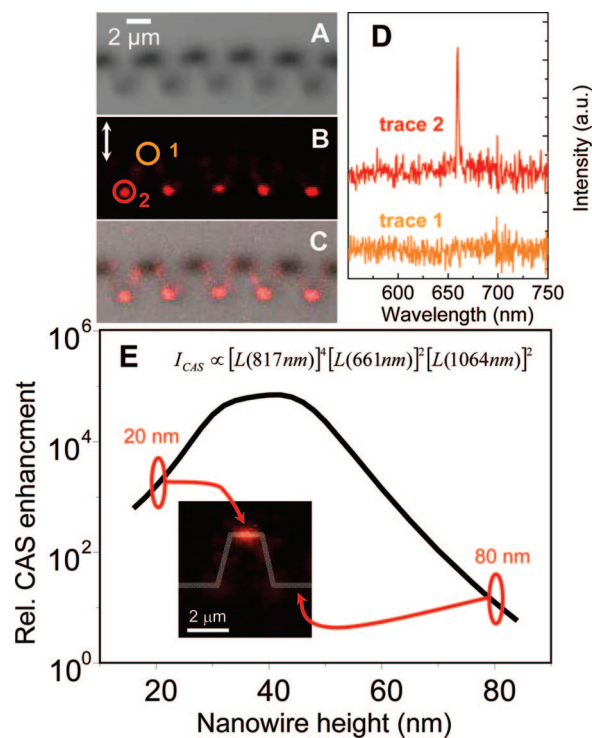 2 μm
A
B
1
2
C
D
trace 2
trace 1
Intensity (a.u.)
600 650 700 750
Wavelength (nm)
E
I_CAS ∝ [L(817nm)]^4 [L(661nm)]^2 [L(1064nm)]^2
Rel. CAS enhancment
10^6
10^4
10^2
10^0
20 nm
80 nm
2 μm
20 40 60 80
Nanowire height (nm)